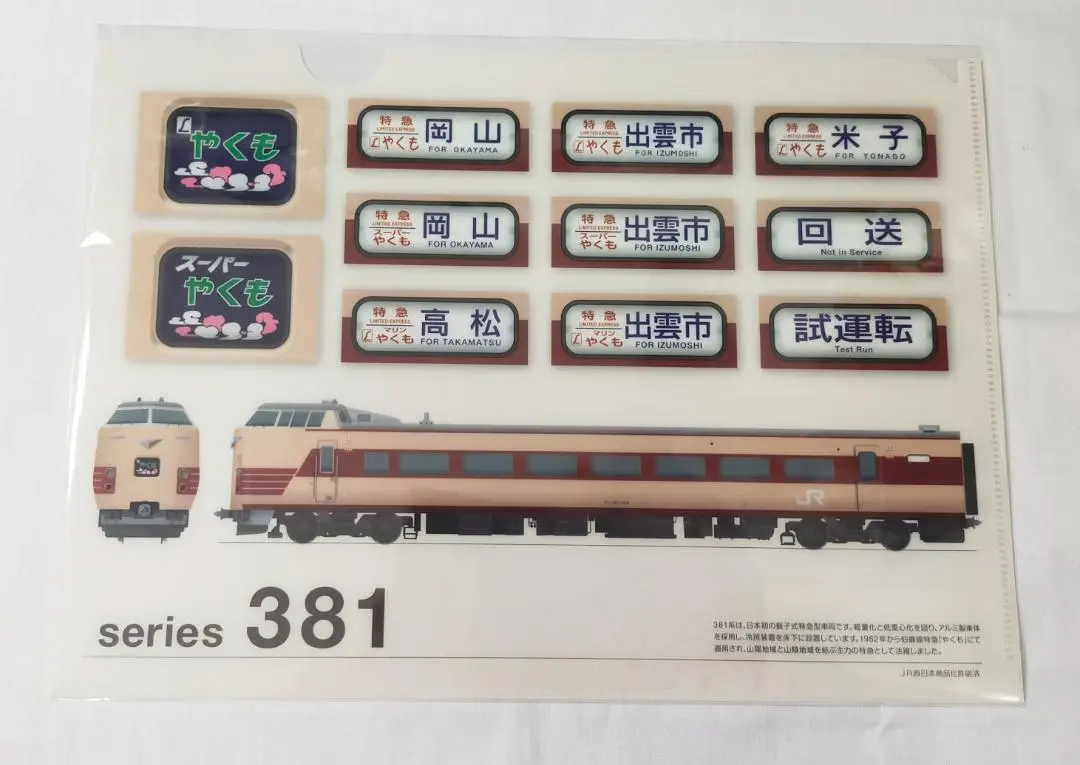 L
やくも
スーパー
やくも
特急
LIMITED EXPRESS
L やくも
岡山
FOR OKAYAMA
特急
LIMITED EXPRESS
L やくも
出雲市
FOR IZUMOSHI
特急
LIMITED EXPRESS
L やくも
米子
FOR YONAGO
特急
LIMITED EXPRESS
スーパー
やくも
岡山
FOR OKAYAMA
特急
LIMITED EXPRESS
スーパー
やくも
出雲市
FOR IZUMOSHI
回送
Not in Service
特急
LIMITED EXPRESS
マリン
L やくも
高松
FOR TAKAMATSU
特急
LIMITED EXPRESS
マリン
L やくも
出雲市
FOR IZUMOSHI
試運転
Test Run
やくも
JR
series 381
381系は、日本初の振子式特急型車両です。軽量化と低重心化を図り、アルミ製車体
を採用し、冷房装置を床下に設置しています。1982年から伯備線特急「やくも」にて
運用され、山陽地域と山陰地域を結ぶ主力の特急として活躍しました。
JR西日本商品化許諾済